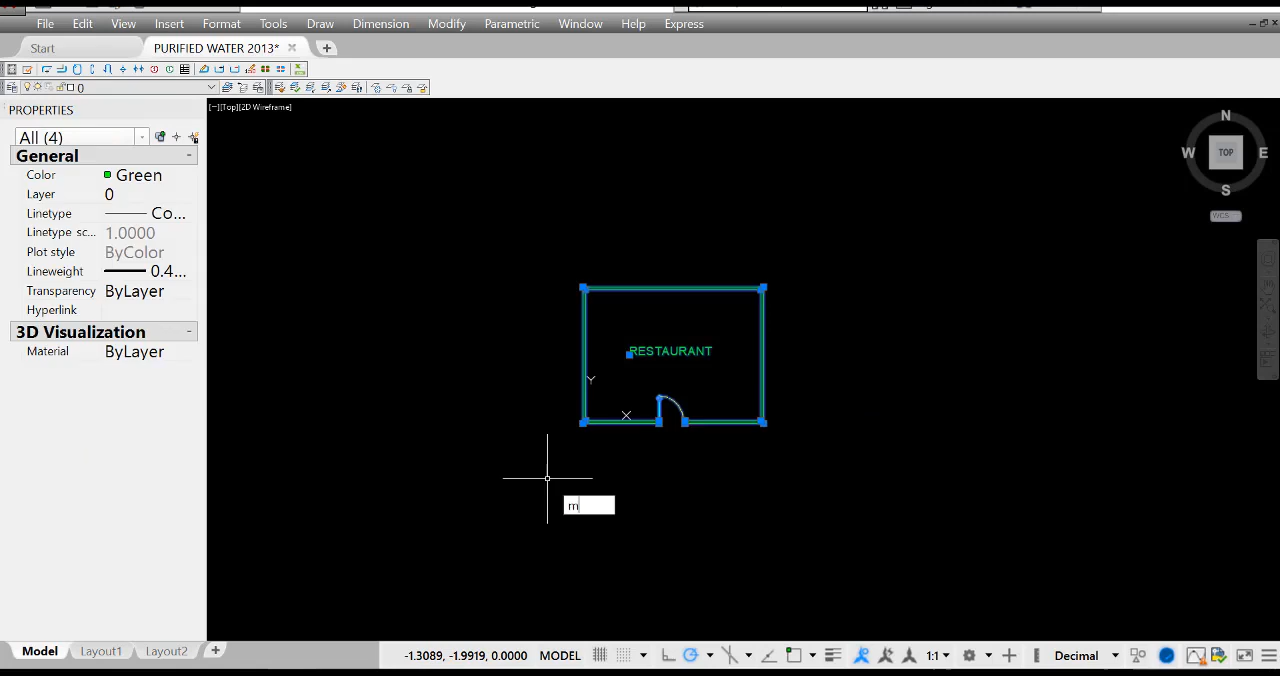 File Edit View Insert Format Tools Draw Dimension Modify Parametric Window Help Express
Start PURIFIED WATER 2013*
0
PROPERTIES
[−][Top][2D Wireframe]
All (4)
General
Color Green
Layer 0
Linetype Co...
Linetype sc... 1.0000
Plot style ByColor
Lineweight 0.4...
Transparency ByLayer
Hyperlink
3D Visualization
Material ByLayer
N
W TOP E
S
WCS
RESTAURANT
Y
X
m
Model Layout1 Layout2
-1.3089, -1.9919, 0.0000 MODEL 1:1 Decimal